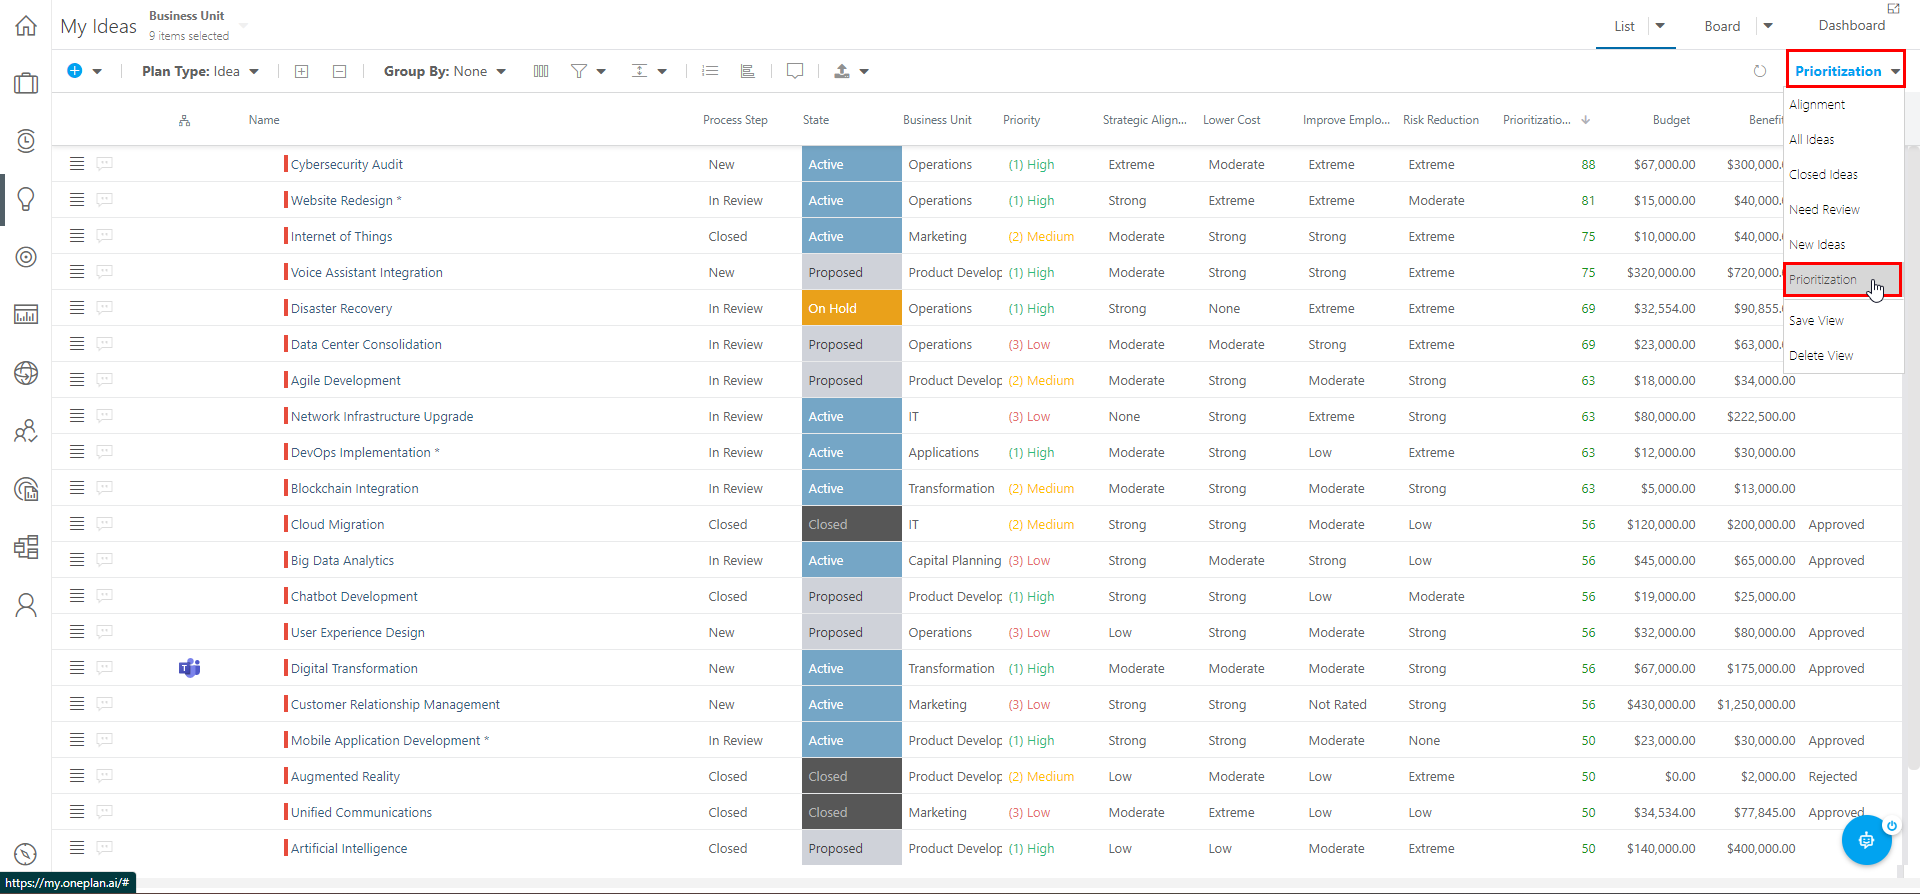 My Ideas
Business Unit
9 items selected
List Board Dashboard
Plan Type: Idea Group By: None Prioritization
Name Process Step State Business Unit Priority Strategic Align... Lower Cost Improve Emplo... Risk Reduction Prioritizatio... Budget Benefit
Cybersecurity Audit New Active Operations (1) High Extreme Moderate Extreme Extreme 88 $67,000.00 $300,000.
Website Redesign * In Review Active Operations (1) High Strong Extreme Extreme Moderate 81 $15,000.00 $40,000.
Internet of Things Closed Active Marketing (2) Medium Moderate Strong Strong Extreme 75 $10,000.00 $40,000.
Voice Assistant Integration New Proposed Product Develop (1) High Moderate Strong Strong Extreme 75 $320,000.00 $720,000.
Disaster Recovery In Review On Hold Operations (1) High Strong None Extreme Extreme 69 $32,554.00 $90,855.
Data Center Consolidation In Review Proposed Operations (3) Low Moderate Moderate Strong Extreme 69 $23,000.00 $63,000.
Agile Development In Review Proposed Product Develop (2) Medium Moderate Strong Moderate Strong 63 $18,000.00 $34,000.00
Network Infrastructure Upgrade In Review Active IT (3) Low None Strong Extreme Strong 63 $80,000.00 $222,500.00
DevOps Implementation * In Review Active Applications (1) High Moderate Strong Low Extreme 63 $12,000.00 $30,000.00
Blockchain Integration In Review Active Transformation (2) Medium Moderate Strong Moderate Strong 63 $5,000.00 $13,000.00
Cloud Migration Closed Closed IT (2) Medium Strong Strong Moderate Low 56 $120,000.00 $200,000.00 Approved
Big Data Analytics In Review Active Capital Planning (3) Low Strong Moderate Strong Low 56 $45,000.00 $65,000.00 Approved
Chatbot Development Closed Proposed Product Develop (1) High Strong Strong Low Moderate 56 $19,000.00 $25,000.00
User Experience Design New Proposed Operations (3) Low Low Strong Moderate Strong 56 $32,000.00 $80,000.00 Approved
Digital Transformation New Active Transformation (1) High Moderate Moderate Moderate Strong 56 $67,000.00 $175,000.00 Approved
Customer Relationship Management New Active Marketing (3) Low Strong Strong Not Rated Strong 56 $430,000.00 $1,250,000.00
Mobile Application Development * In Review Active Product Develop (1) High Strong Strong Moderate None 50 $23,000.00 $30,000.00 Approved
Augmented Reality Closed Closed Product Develop (2) Medium Low Moderate Low Extreme 50 $0.00 $2,000.00 Rejected
Unified Communications Closed Closed Marketing (3) Low Moderate Extreme Low Low 50 $34,534.00 $77,845.00 Approved
Artificial Intelligence Closed Proposed Product Develop (1) High Low Low Moderate Extreme 50 $140,000.00 $400,000.00
Alignment
All Ideas
Closed Ideas
Need Review
New Ideas
Prioritization
Save View
Delete View
https://my.oneplan.ai/#